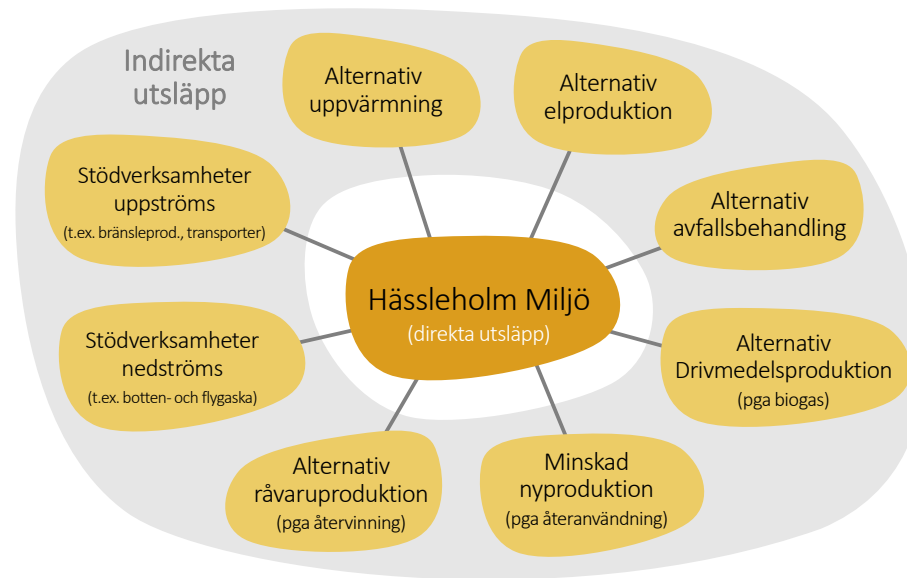 Indirekta
utsläpp
Alternativ
uppvärmning
Alternativ
elproduktion
Stödverksamheter
uppströms
(t.ex. bränsleprod., transporter)
Alternativ
avfallsbehandling
Hässleholm Miljö
(direkta utsläpp)
Stödverksamheter
nedströms
(t.ex. botten- och flygaska)
Alternativ
Drivmedelsproduktion
(pga biogas)
Alternativ
råvaruproduktion
(pga återvinning)
Minskad
nyproduktion
(pga återanvändning)